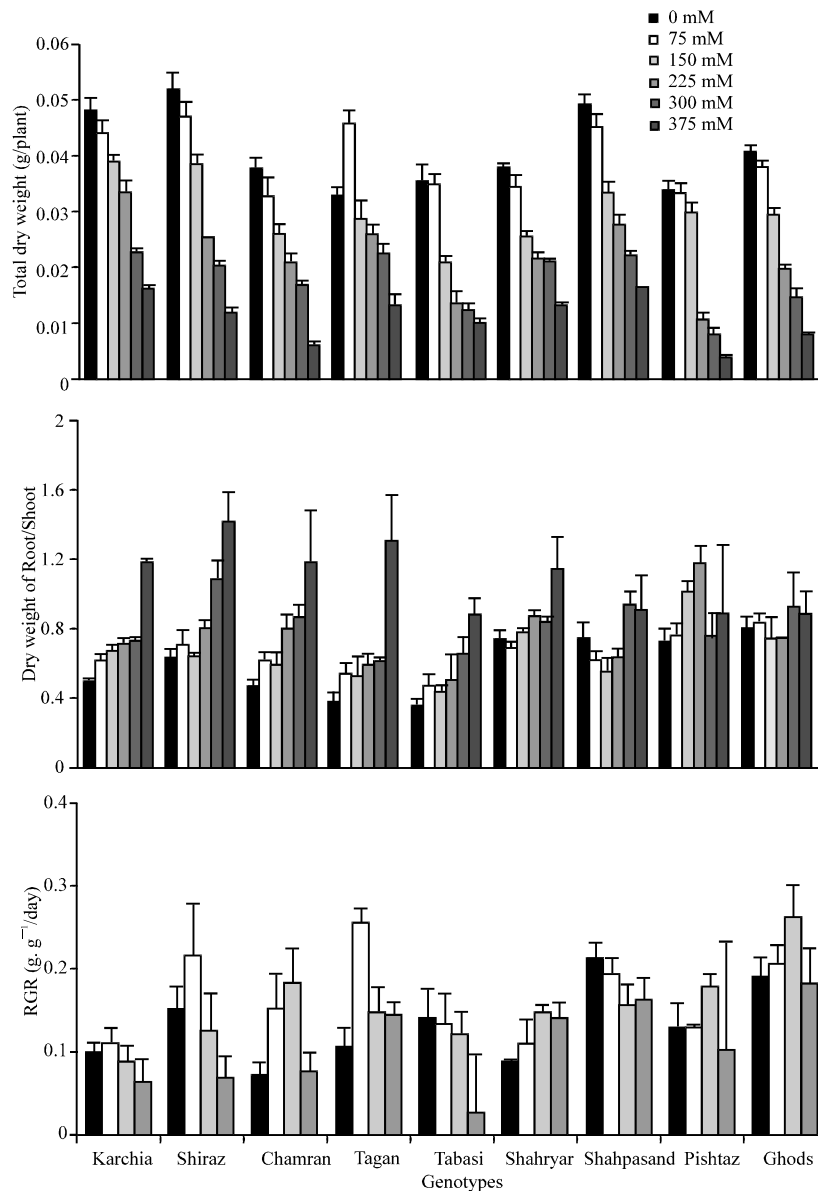 0 mM
75 mM
150 mM
225 mM
300 mM
375 mM
Total dry weight (g/plant)
0.06
0.05
0.04
0.03
0.02
0.01
0
Dry weight of Root/Shoot
2
1.6
1.2
0.8
0.4
0
RGR (g. g⁻¹/day)
0.4
0.3
0.2
0.1
0
Karchia Shiraz Chamran Tagan Tabasi Shahryar Shahpasand Pishtaz Ghods
Genotypes